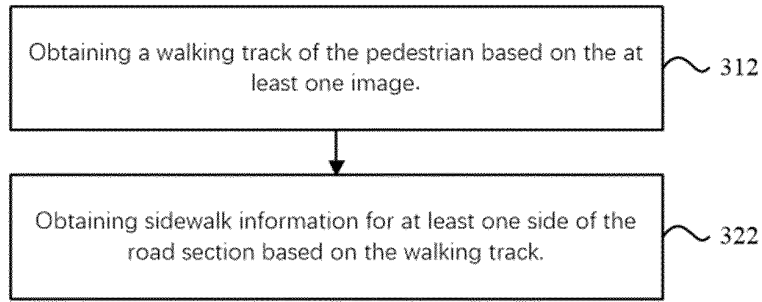 Obtaining a walking track of the pedestrian based on the at
least one image.
312
Obtaining sidewalk information for at least one side of the
road section based on the walking track.
322